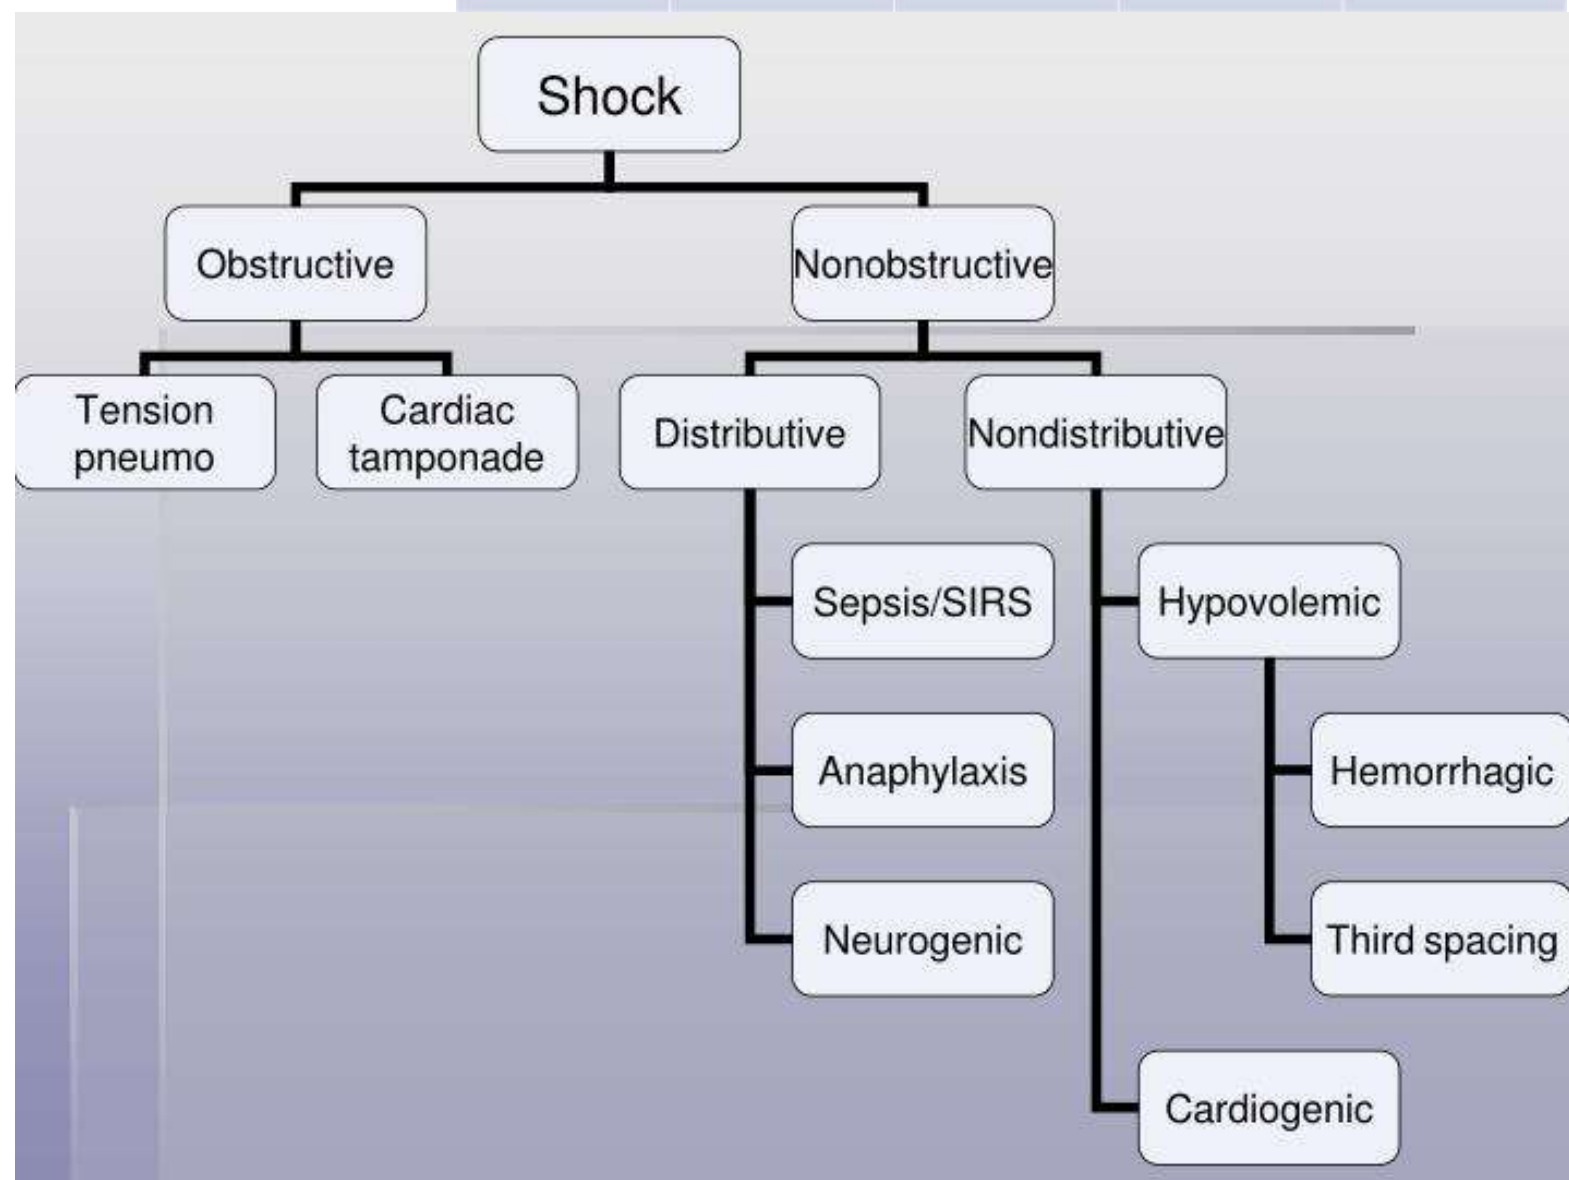 Shock
Obstructive
Nonobstructive
Tension
pneumo
Cardiac
tamponade
Distributive
Nondistributive
Sepsis/SIRS
Hypovolemic
Anaphylaxis
Hemorrhagic
Neurogenic
Third spacing
Cardiogenic